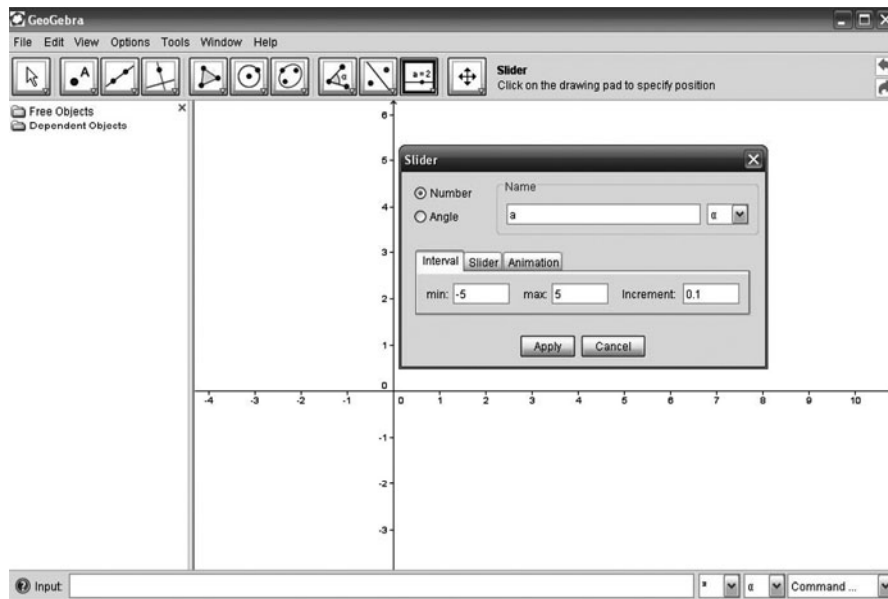 GeoGebra
File Edit View Options Tools Window Help
A
α
a=2
Slider
Click on the drawing pad to specify position
Free Objects
Dependent Objects
6
5
4
3
2
1
0
-4 -3 -2 -1 0 1 2 3 4 5 6 7 8 9 10
-1
-2
-3
Slider
Number
Angle
Name
a α
Interval Slider Animation
min: -5 max: 5 Increment: 0.1
Apply Cancel
Input: α Command ...